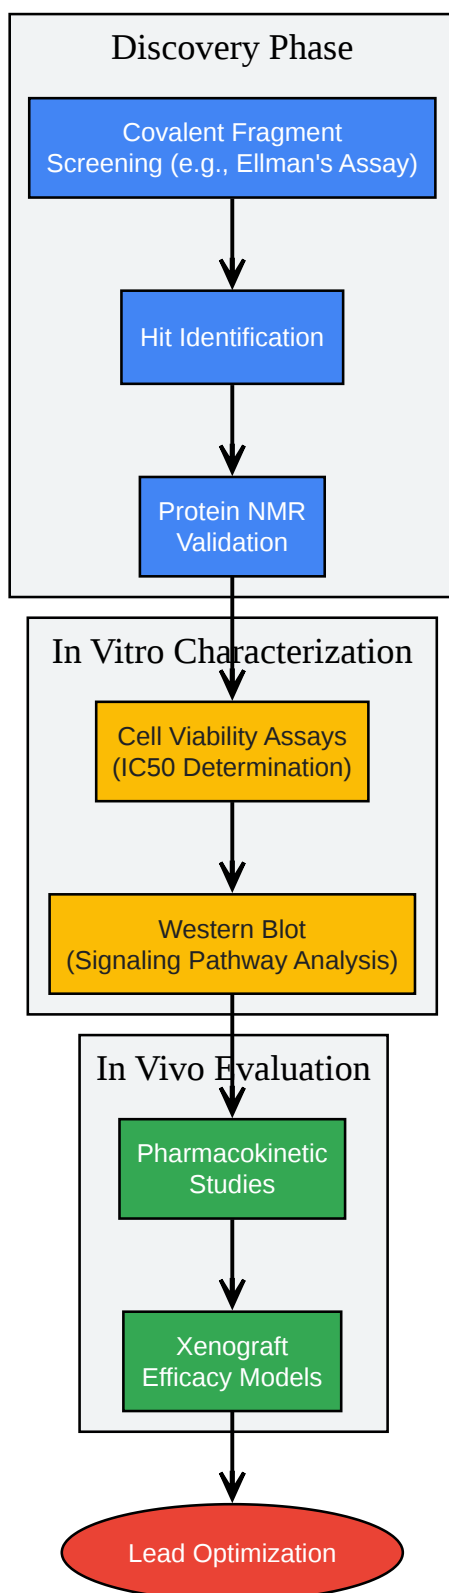 Discovery Phase
Covalent Fragment
Screening (e.g., Ellman's Assay)
Hit Identification
Protein NMR
Validation
In Vitro Characterization
Cell Viability Assays
(IC50 Determination)
Western Blot
(Signaling Pathway Analysis)
In Vivo Evaluation
Pharmacokinetic
Studies
Xenograft
Efficacy Models
Lead Optimization